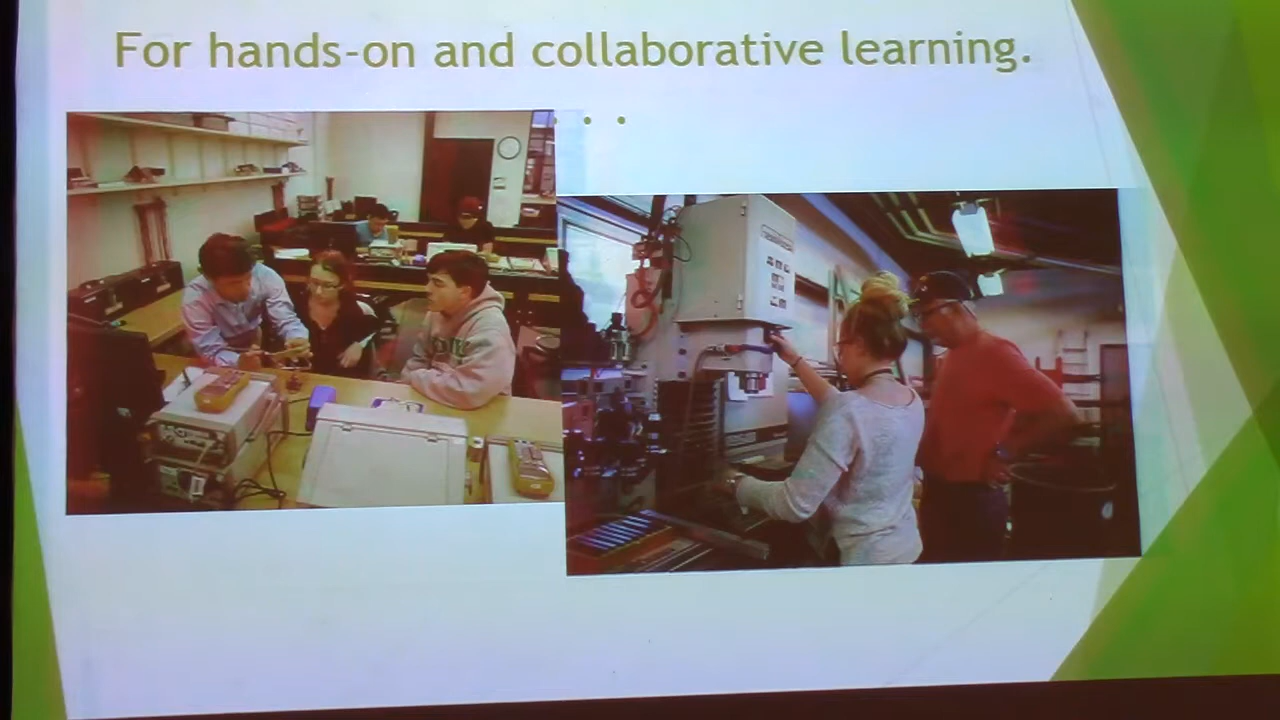 For hands-on and collaborative learning.
. . .